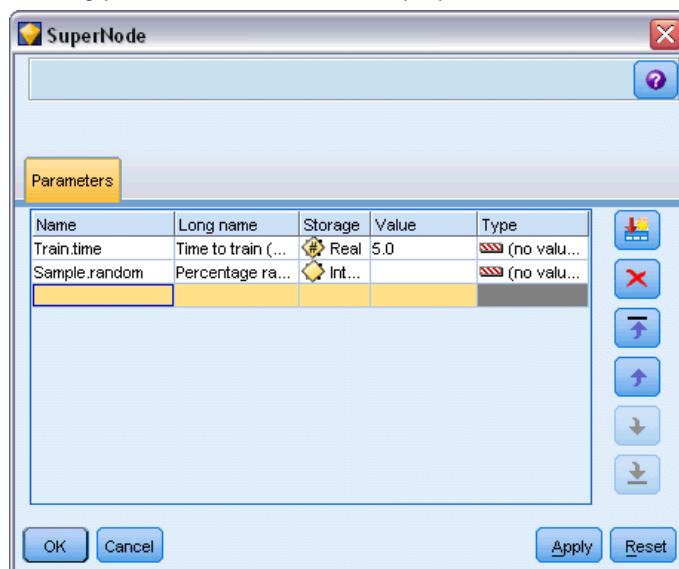 SuperNode
?
Parameters
Name Long name Storage Value Type
Train.time Time to train (... # Real 5.0 (no valu...
Sample.random Percentage ra... Int... (no valu...
OK Cancel Apply Reset